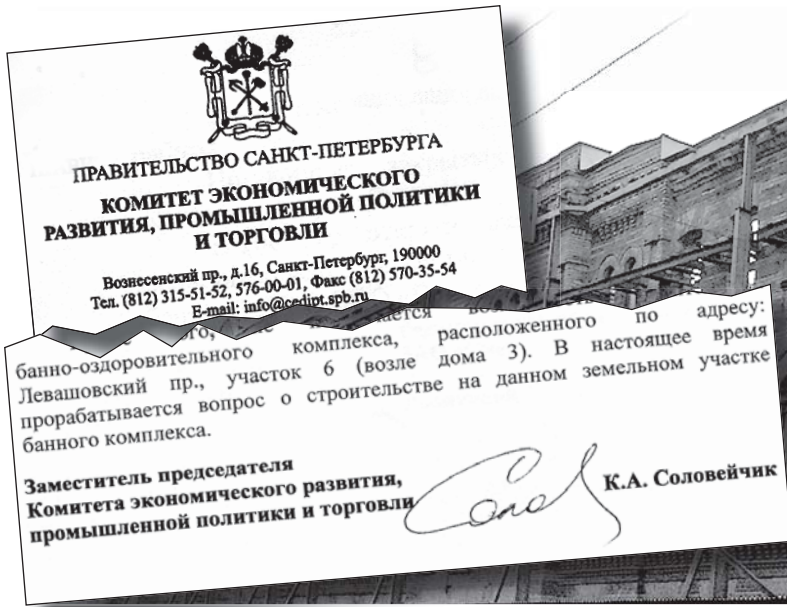 ПРАВИТЕЛЬСТВО САНКТ-ПЕТЕРБУРГА
КОМИТЕТ ЭКОНОМИЧЕСКОГО
РАЗВИТИЯ, ПРОМЫШЛЕННОЙ ПОЛИТИКИ
И ТОРГОВЛИ
Вознесенский пр., д.16, Санкт-Петербург, 190000
Тел. (812) 315-51-52, 576-00-01, Факс (812) 570-35-54
E-mail: info@cedipt.spb.ru
банно-оздоровительного комплекса, расположенного по адресу:
Левашовский пр., участок 6 (возле дома 3). В настоящее время
прорабатывается вопрос о строительстве на данном земельном участке
банного комплекса.
Заместитель председателя
Комитета экономического развития,
промышленной политики и торговли
К.А. Соловейчик